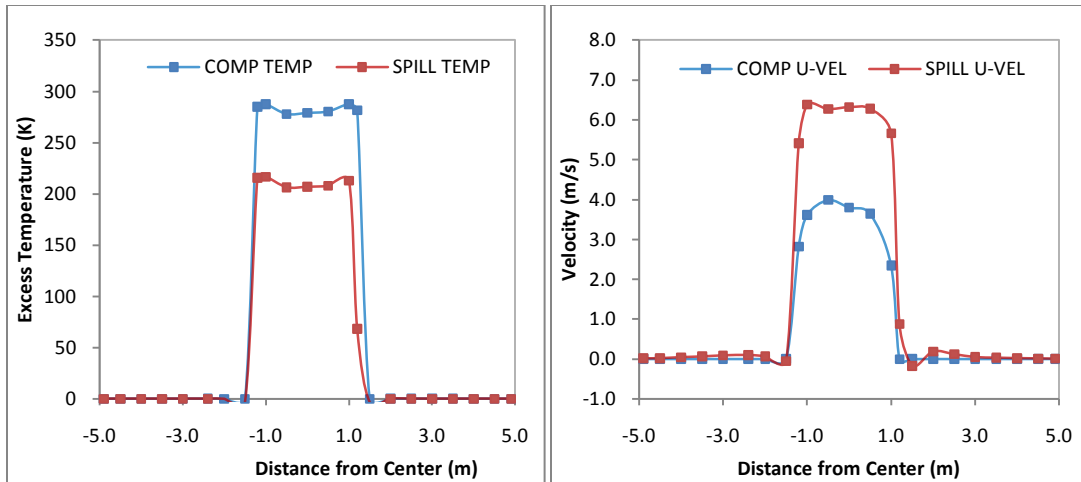 350
300
250
200
150
100
50
0
COMP TEMP
SPILL TEMP
Excess Temperature (K)
-5.0 -3.0 -1.0 1.0 3.0 5.0
Distance from Center (m)
8.0
7.0
6.0
5.0
4.0
3.0
2.0
1.0
0.0
-1.0
COMP U-VEL
SPILL U-VEL
Velocity (m/s)
-5.0 -3.0 -1.0 1.0 3.0 5.0
Distance from Center (m)